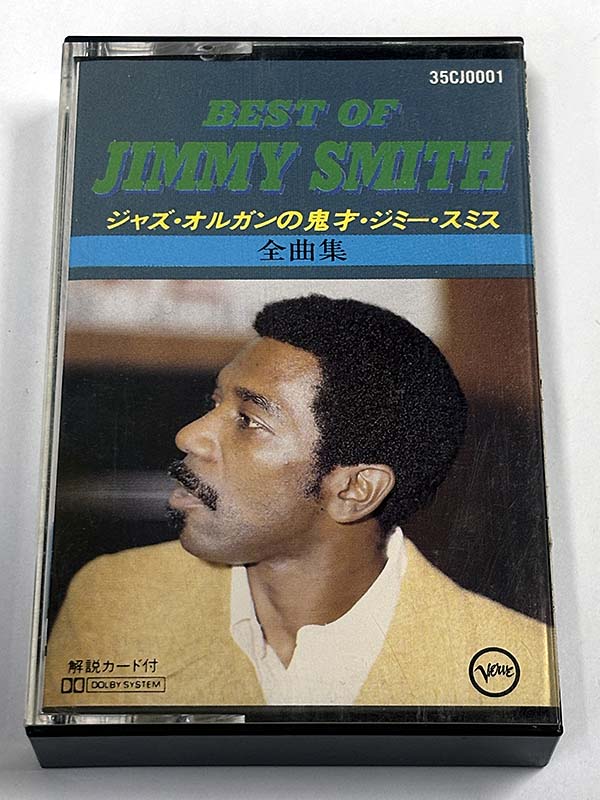 35CJ0001
BEST OF
JIMMY SMITH
ジャズ・オルガンの鬼才・ジミー・スミス
全曲集
解説カード付
DOLBY SYSTEM
Verve